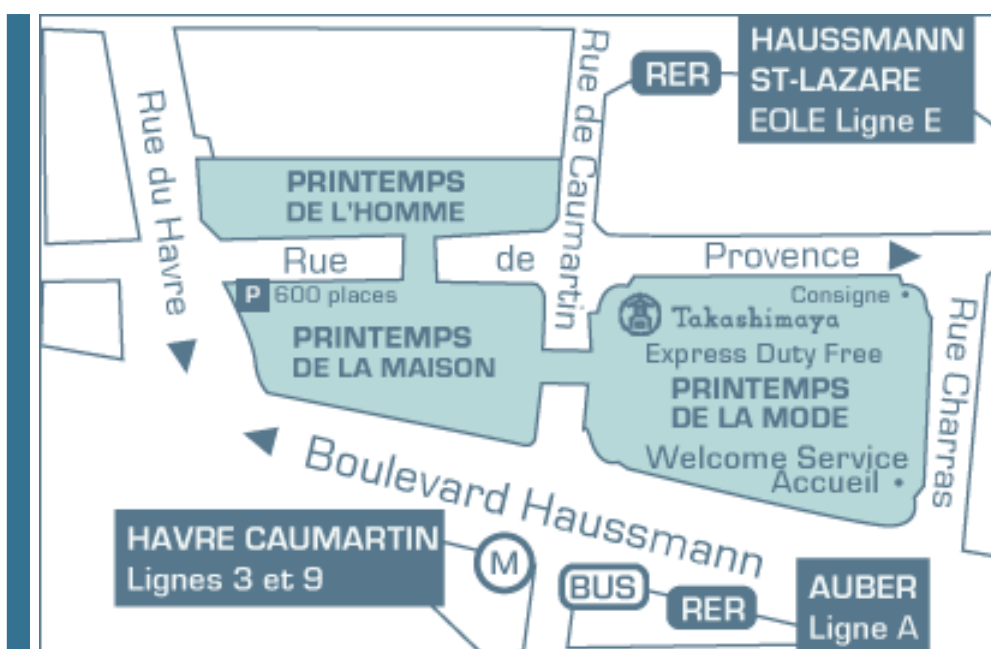 HAUSSMANN
ST-LAZARE
EOLE Ligne E
RER
Rue de Caumartin
Rue du Havre
PRINTEMPS
DE L'HOMME
Rue de Provence
P 600 places
Consigne
Takashimaya
Express Duty Free
PRINTEMPS
DE LA MAISON
PRINTEMPS
DE LA MODE
Rue Charras
Welcome Service
Accueil
Boulevard Haussmann
HAVRE CAUMARTIN
Lignes 3 et 9
M
BUS
RER
AUBER
Ligne A